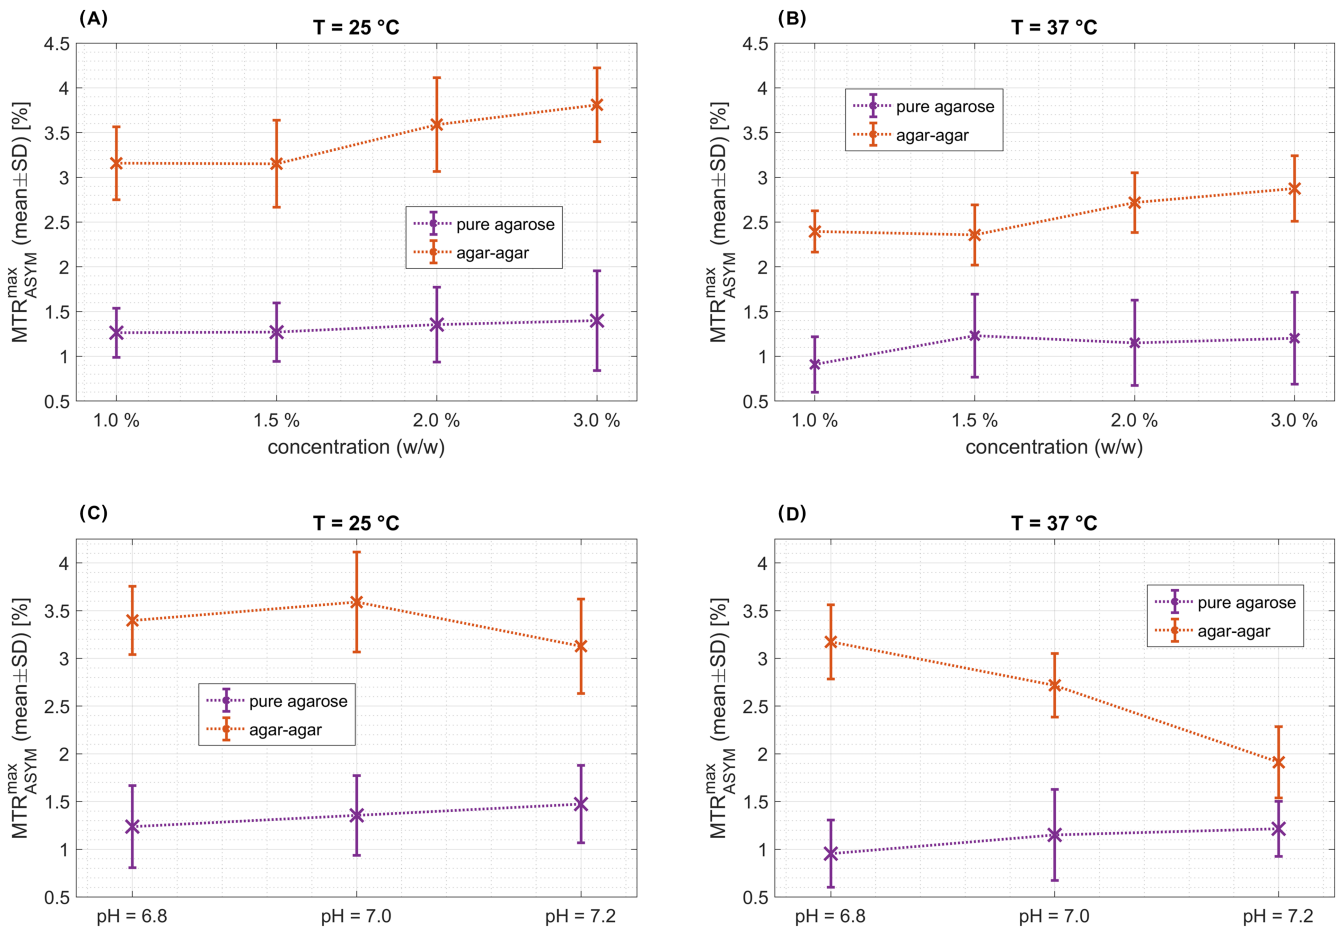 (A)
T = 25 °C
MTR^max_ASYM (mean±SD) [%]
4.5
4
3.5
3
2.5
2
1.5
1
0.5
pure agarose
agar-agar
1.0 % 1.5 % 2.0 % 3.0 %
concentration (w/w)
(B)
T = 37 °C
MTR^max_ASYM (mean±SD) [%]
4.5
4
3.5
3
2.5
2
1.5
1
0.5
pure agarose
agar-agar
1.0 % 1.5 % 2.0 % 3.0 %
concentration (w/w)
(C)
T = 25 °C
MTR^max_ASYM (mean±SD) [%]
4
3.5
3
2.5
2
1.5
1
0.5
pure agarose
agar-agar
pH = 6.8 pH = 7.0 pH = 7.2
(D)
T = 37 °C
MTR^max_ASYM (mean±SD) [%]
4
3.5
3
2.5
2
1.5
1
0.5
pure agarose
agar-agar
pH = 6.8 pH = 7.0 pH = 7.2